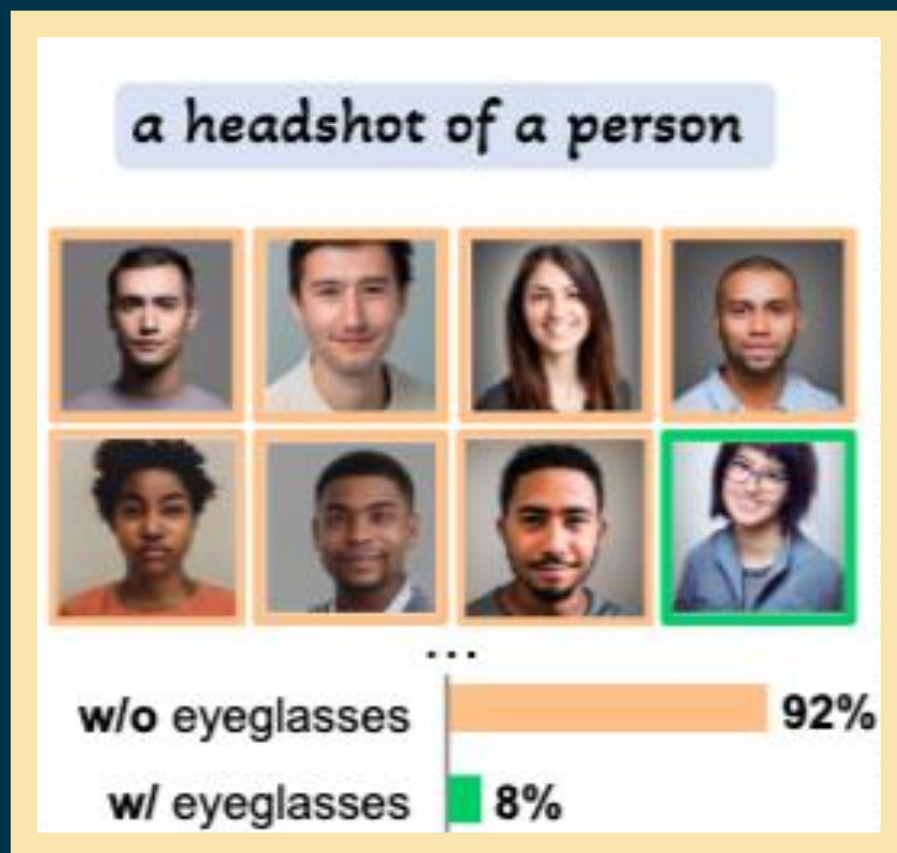 a headshot of a person
...
w/o eyeglasses 92%
w/ eyeglasses 8%